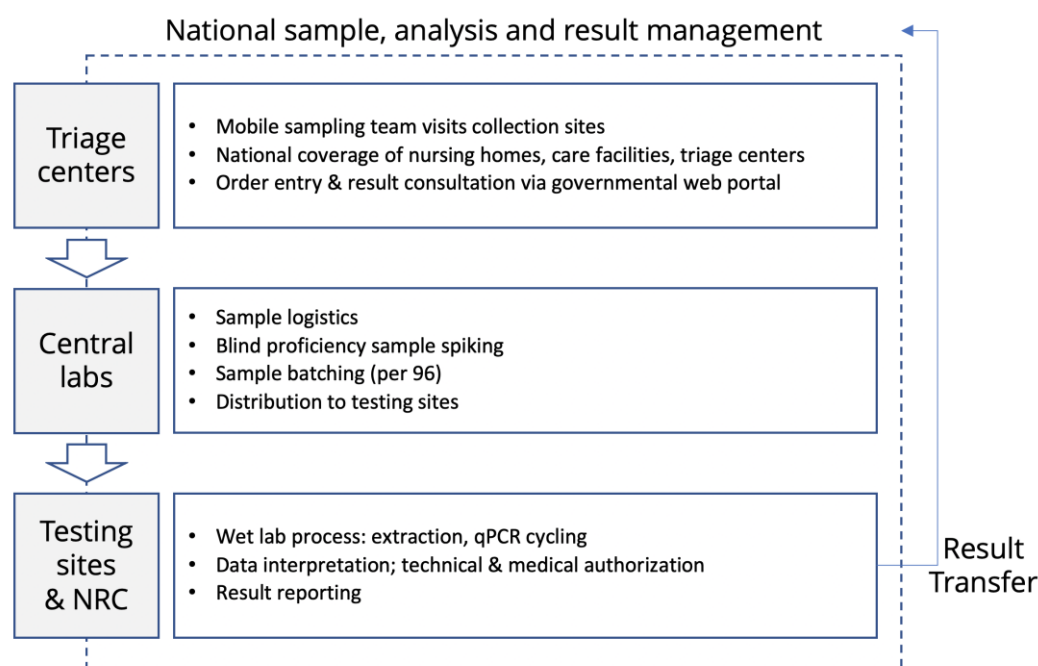 National sample, analysis and result management
Triage
centers
• Mobile sampling team visits collection sites
• National coverage of nursing homes, care facilities, triage centers
• Order entry & result consultation via governmental web portal
Central
labs
• Sample logistics
• Blind proficiency sample spiking
• Sample batching (per 96)
• Distribution to testing sites
Testing
sites
& NRC
• Wet lab process: extraction, qPCR cycling
• Data interpretation; technical & medical authorization
• Result reporting
Result
Transfer